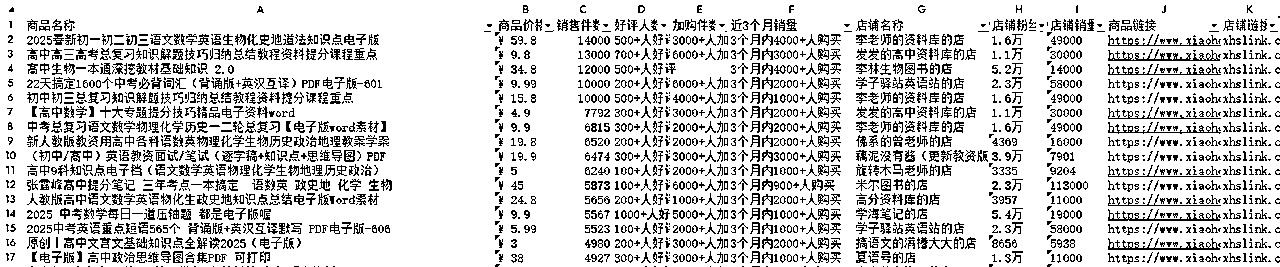 A B C D E F G H I J K
1 商品名称 商品价格 销售件数 好评人数 加购件数 近3个月销量 店铺名称 店铺粉丝 店铺销量 商品链接 店铺链接
2 2025春新初一初二初三语文数学英语生物化史地道法知识点电子版 ¥ 59.8 14000 500+人好评 3000+人加 3个月内4000+人购买 李老师的资料库的店 1.6万 49000 https://www.xiaoh xhslink.c
3 高中高三高考总复习知识解题技巧归纳总结教程资料提分课程重点 ¥ 9.8 13000 700+人好评 3000+人加 3个月内3000+人购买 发发的高中资料库的店 1.1万 30000 https://www.xiaoh xhslink.c
4 高中生物一本通深挖教材基础知识 2.0 ¥ 34.8 12000 500+好评 3个月内4000+人购买 李林生物图书的店 5.2万 14000 https://www.xiaoh xhslink.c
5 22天搞定1600个中考必背词汇（背诵版+英汉互译）PDF电子版-601 ¥ 9.99 10000 200+人好评 6000+人加 3个月内2000+人购买 学子驿站英语站的店 2.3万 58000 https://www.xiaoh xhslink.c
6 初中初三总复习知识解题技巧归纳总结教程资料提分课程重点 ¥ 15.8 10000 500+人好评 4000+人加 3个月内1000+人购买 李老师的资料库的店 1.6万 49000 https://www.xiaoh xhslink.c
7 【高中数学】十大专题提分技巧精品电子资料word ¥ 4.9 7792 300+人好评 3000+人加 3个月内2000+人购买 发发的高中资料库的店 1.1万 30000 https://www.xiaoh xhslink.c
8 中考总复习语文数学物理化学历史一二轮总复习【电子版word素材】 ¥ 9.9 6815 300+人好评 2000+人加 3个月内2000+人购买 李老师的资料库的店 1.6万 49000 https://www.xiaoh xhslink.c
9 新人教版教资用高中各科语数英物理化学生物历史政治地理教案学案 ¥ 19.8 6520 200+人好评 2000+人加 3个月内2000+人购买 佛系的曾老师的店 4369 16000 https://www.xiaoh xhslink.c
10 （初中/高中）英语教资面试/笔试（逐字稿+知识点+思维导图）PDF ¥ 19.9 6474 300+人好评 3000+人加 3个月内1000+人购买 藕泥没有酱（更新教资版 3.9万 7901 https://www.xiaoh xhslink.c
11 高中9科知识点电子档（语文数学英语物理化学生物地理历史政治） ¥ 5 6240 100+人好评 1000+人加 3个月内1000+人购买 旋转木马老师的店 3335 9204 https://www.xiaoh xhslink.c
12 张雪峰高中提分笔记 三年考点一本搞定 语数英 政史地 化学 生物 ¥ 45 5873 100+人好评 6000+人加 3个月内900+人购买 米尔图书的店 2.3万 113000 https://www.xiaoh xhslink.c
13 人教版高中语文数学英语物化生政史地知识点总结电子版word素材 ¥ 24.8 5656 200+人好评 1000+人加 3个月内1000+人购买 高分资料库的店 3957 11000 https://www.xiaoh xhslink.c
14 2025 中考数学每日一道压轴题 都是电子版喔 ¥ 9.9 5567 1000+人好 5000+人加 3个月内1000+人购买 学海笔记的店 5.4万 19000 https://www.xiaoh xhslink.c
15 2025中考英语重点短语565个 背诵版+英汉互译默写 PDF电子版-606 ¥ 5.99 5523 100+人好评 3000+人加 3个月内1000+人购买 学子驿站英语站的店 2.3万 58000 https://www.xiaoh xhslink.c
16 原创丨高中文言文基础知识点全解读2025（电子版） ¥ 3 4980 200+人好评 2000+人加 3个月内2000+人购买 搞语文的清橹大大的店 8656 5938 https://www.xiaoh xhslink.c
17 【电子版】高中政治思维导图合集PDF 可打印 ¥ 38 4927 300+人好评 3000+人加 3个月内1000+人购买 夏语号的店 1.3万 11000 https://www.xiaoh xhslink.c